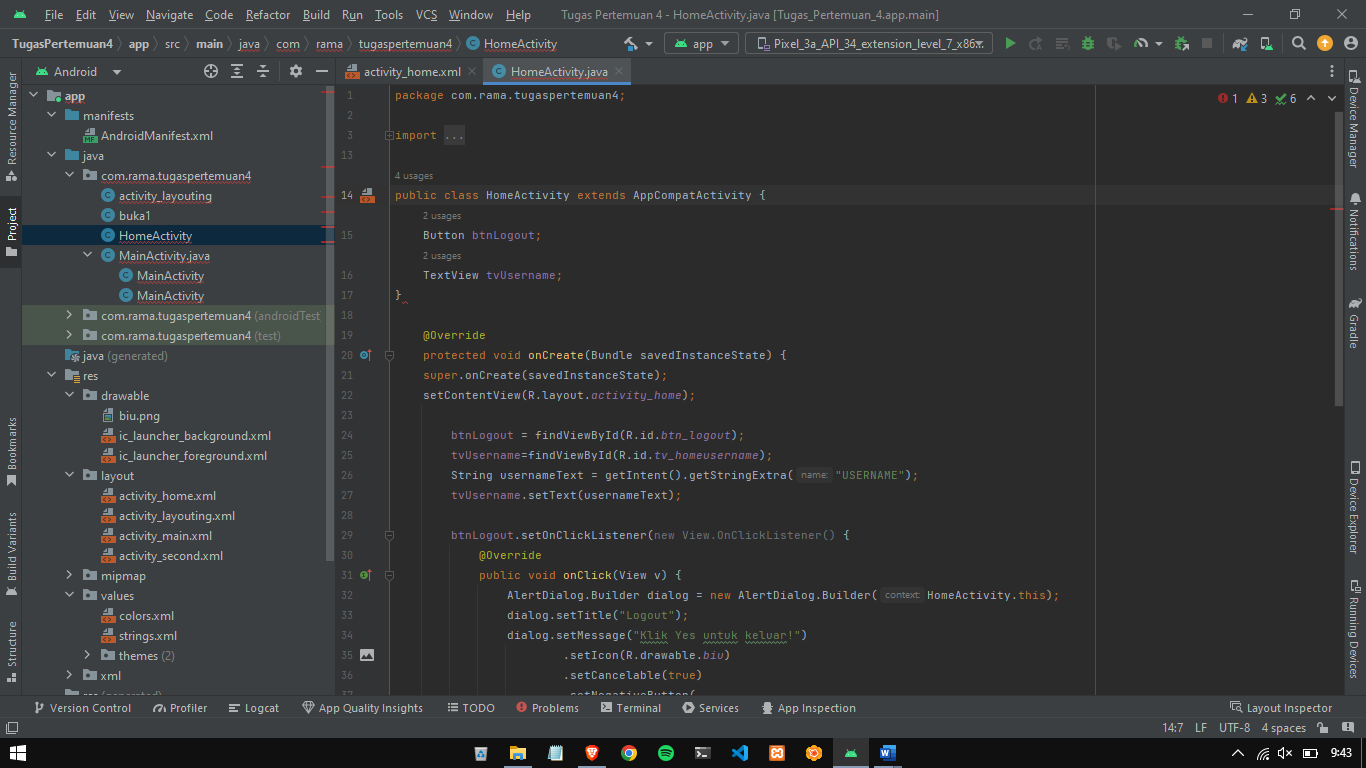 File Edit View Navigate Code Refactor Build Run Tools VCS Window Help Tugas Pertemuan 4 - HomeActivity.java [Tugas_Pertemuan_4.app.main]
TugasPertemuan4 app src main java com rama tugaspertemuan4 HomeActivity app Pixel_3a_API_34_extension_level_7_x86...
Android activity_home.xml HomeActivity.java
Resource Manager
Project
Bookmarks
Build Variants
Structure
app
manifests
AndroidManifest.xml
java
com.rama.tugaspertemuan4
activity_layouting
buka1
HomeActivity
MainActivity.java
MainActivity
MainActivity
com.rama.tugaspertemuan4 (androidTest
com.rama.tugaspertemuan4 (test)
java (generated)
res
drawable
biu.png
ic_launcher_background.xml
ic_launcher_foreground.xml
layout
activity_home.xml
activity_layouting.xml
activity_main.xml
activity_second.xml
mipmap
values
colors.xml
strings.xml
themes (2)
xml
res (generated)
1 3 6
1 package com.rama.tugaspertemuan4;
2
3 import ...
13
4 usages
14 public class HomeActivity extends AppCompatActivity {
2 usages
15 Button btnLogout;
2 usages
16 TextView tvUsername;
17 }
18
19 @Override
20 protected void onCreate(Bundle savedInstanceState) {
21 super.onCreate(savedInstanceState);
22 setContentView(R.layout.activity_home);
23
24 btnLogout = findViewById(R.id.btn_logout);
25 tvUsername=findViewById(R.id.tv_homeusername);
26 String usernameText = getIntent().getStringExtra( name: "USERNAME");
27 tvUsername.setText(usernameText);
28
29 btnLogout.setOnClickListener(new View.OnClickListener() {
30 @Override
31 public void onClick(View v) {
32 AlertDialog.Builder dialog = new AlertDialog.Builder( context: HomeActivity.this);
33 dialog.setTitle("Logout");
34 dialog.setMessage("Klik Yes untuk keluar!")
35 .setIcon(R.drawable.biu)
36 .setCancelable(true)
37 .setNegativeButton(
Device Manager
Notifications
Gradle
Device Explorer
Running Devices
Version Control Profiler Logcat App Quality Insights TODO Problems Terminal Services App Inspection Layout Inspector
14:7 LF UTF-8 4 spaces
9:43